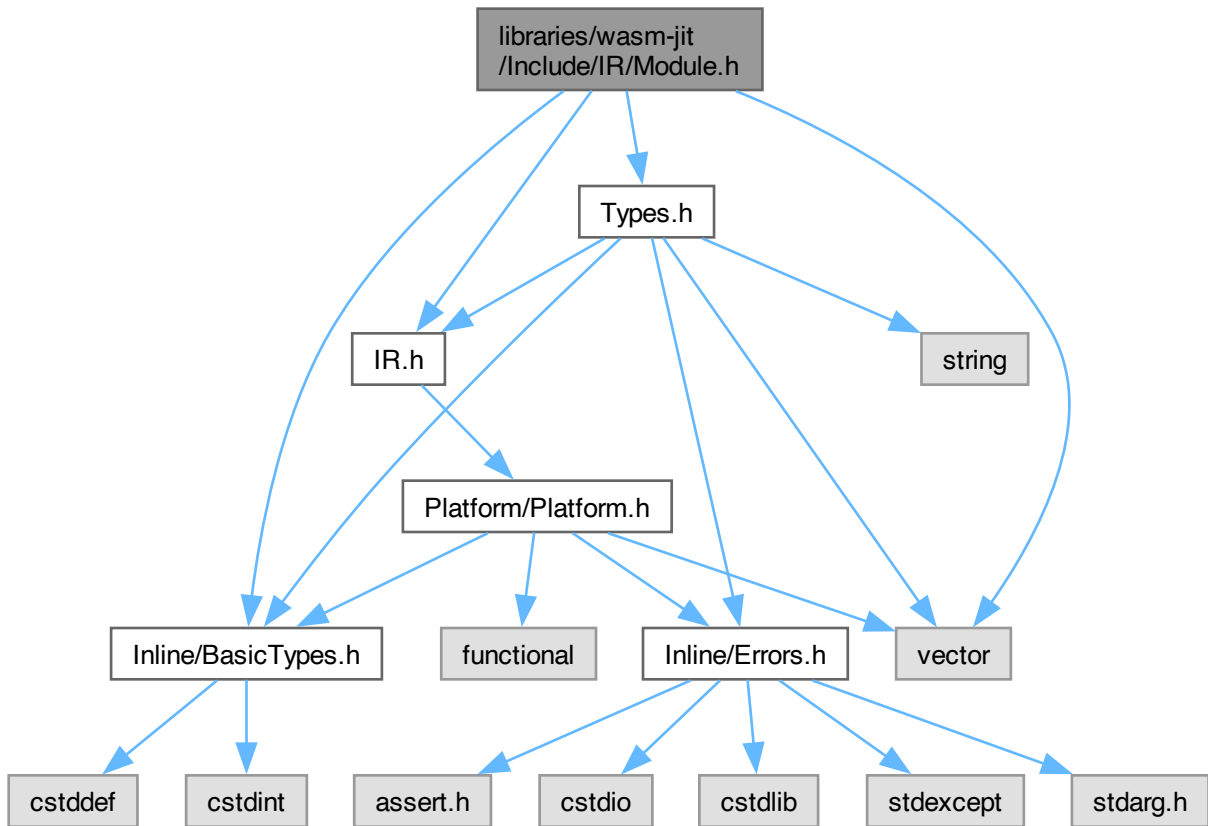 libraries/wasm-jit
/Include/IR/Module.h
Types.h
IR.h
string
Platform/Platform.h
Inline/BasicTypes.h
functional
Inline/Errors.h
vector
cstddef
cstdint
assert.h
cstdio
cstdlib
stdexcept
stdarg.h